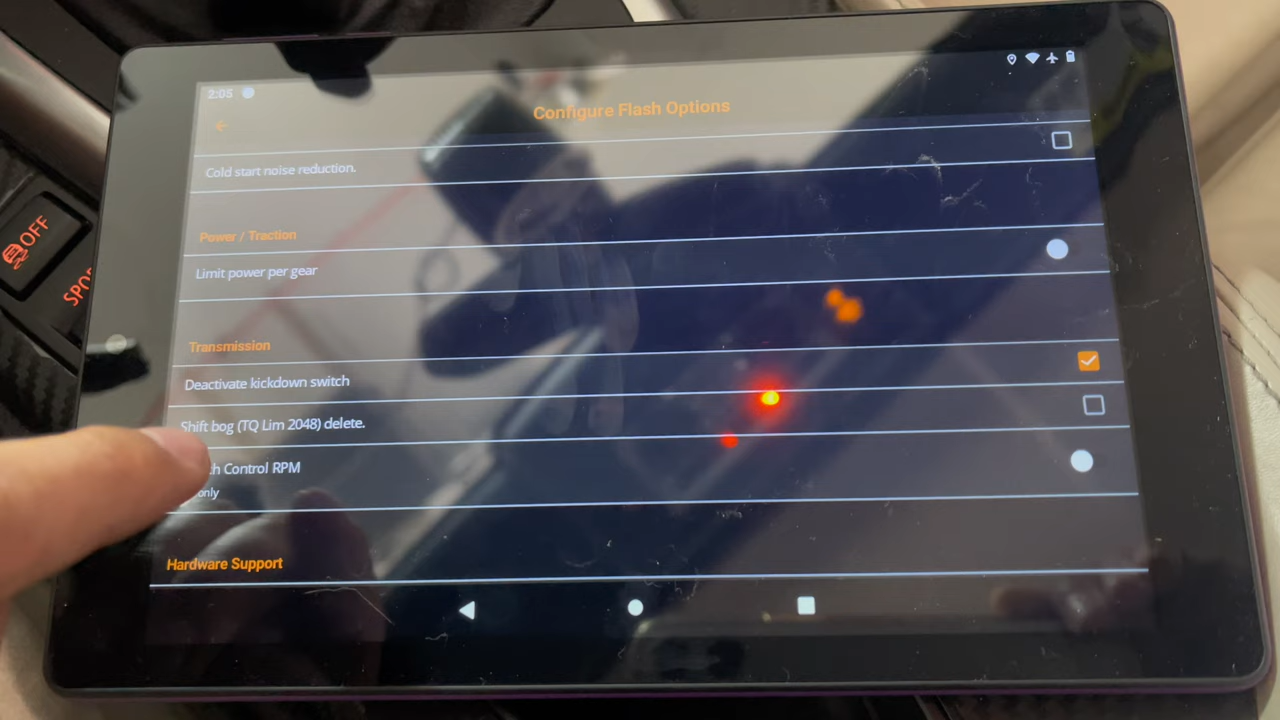 2:05
Configure Flash Options
Cold start noise reduction.
OFF
Power / Traction
Limit power per gear
SPO
Transmission
Deactivate kickdown switch
Shift bog (TQ Lim 2048) delete.
Control RPM
only
Hardware Support